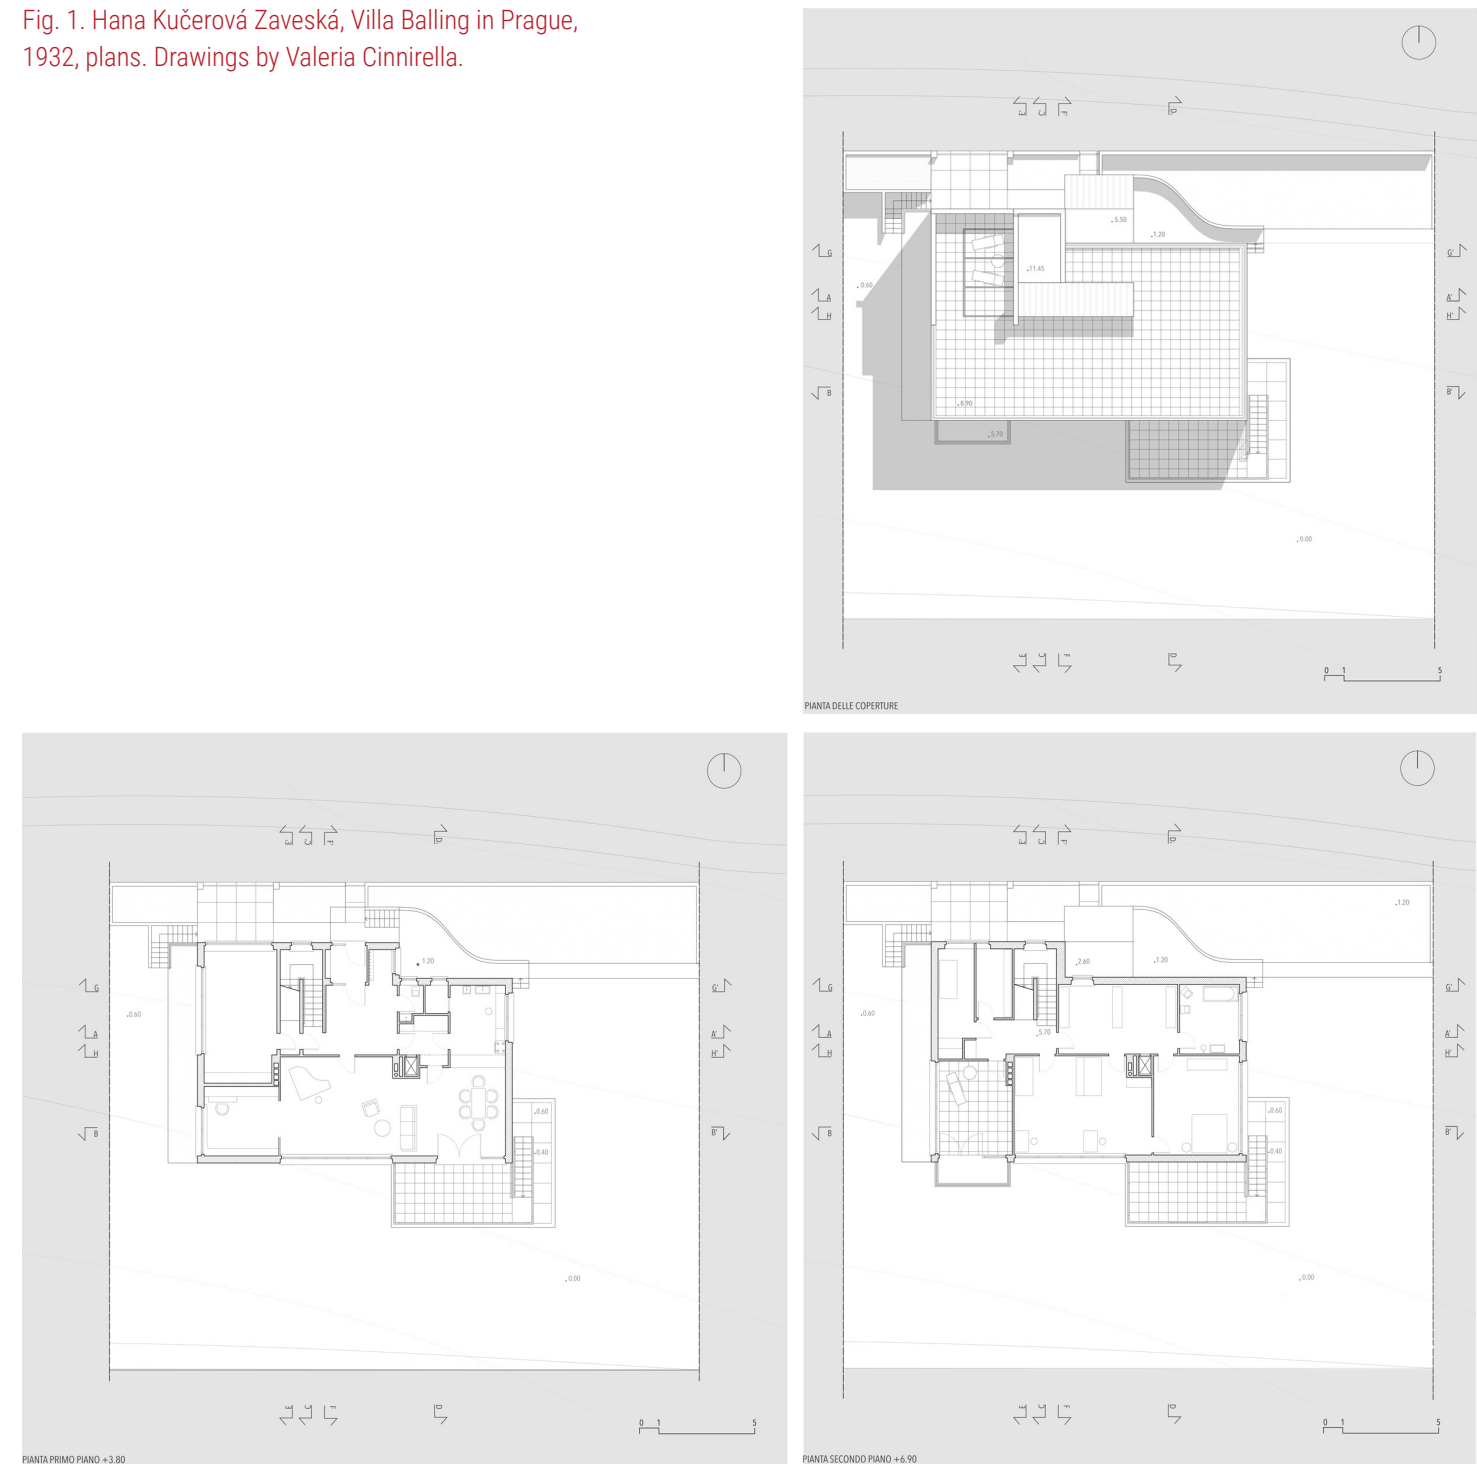 Fig. 1. Hana Kučerová Zaveská, Villa Balling in Prague,
1932, plans. Drawings by Valeria Cinnirella.
E' C' F' D'
5.50
1.20
11.45
0.60
8.90
5.70
0.00
G G'
A A'
H H'
B B'
E C F D
0 1 5
PIANTA DELLE COPERTURE
E' C' F' D'
1.20
0.60
0.60
0.40
0.00
G G'
A A'
H H'
B B'
E C F D
0 1 5
PIANTA PRIMO PIANO +3.80
E' C' F' D'
1.20
2.60
1.20
0.60
5.70
0.60
0.40
0.00
G G'
A A'
H H'
B B'
E C F D
0 1 5
PIANTA SECONDO PIANO +6.90